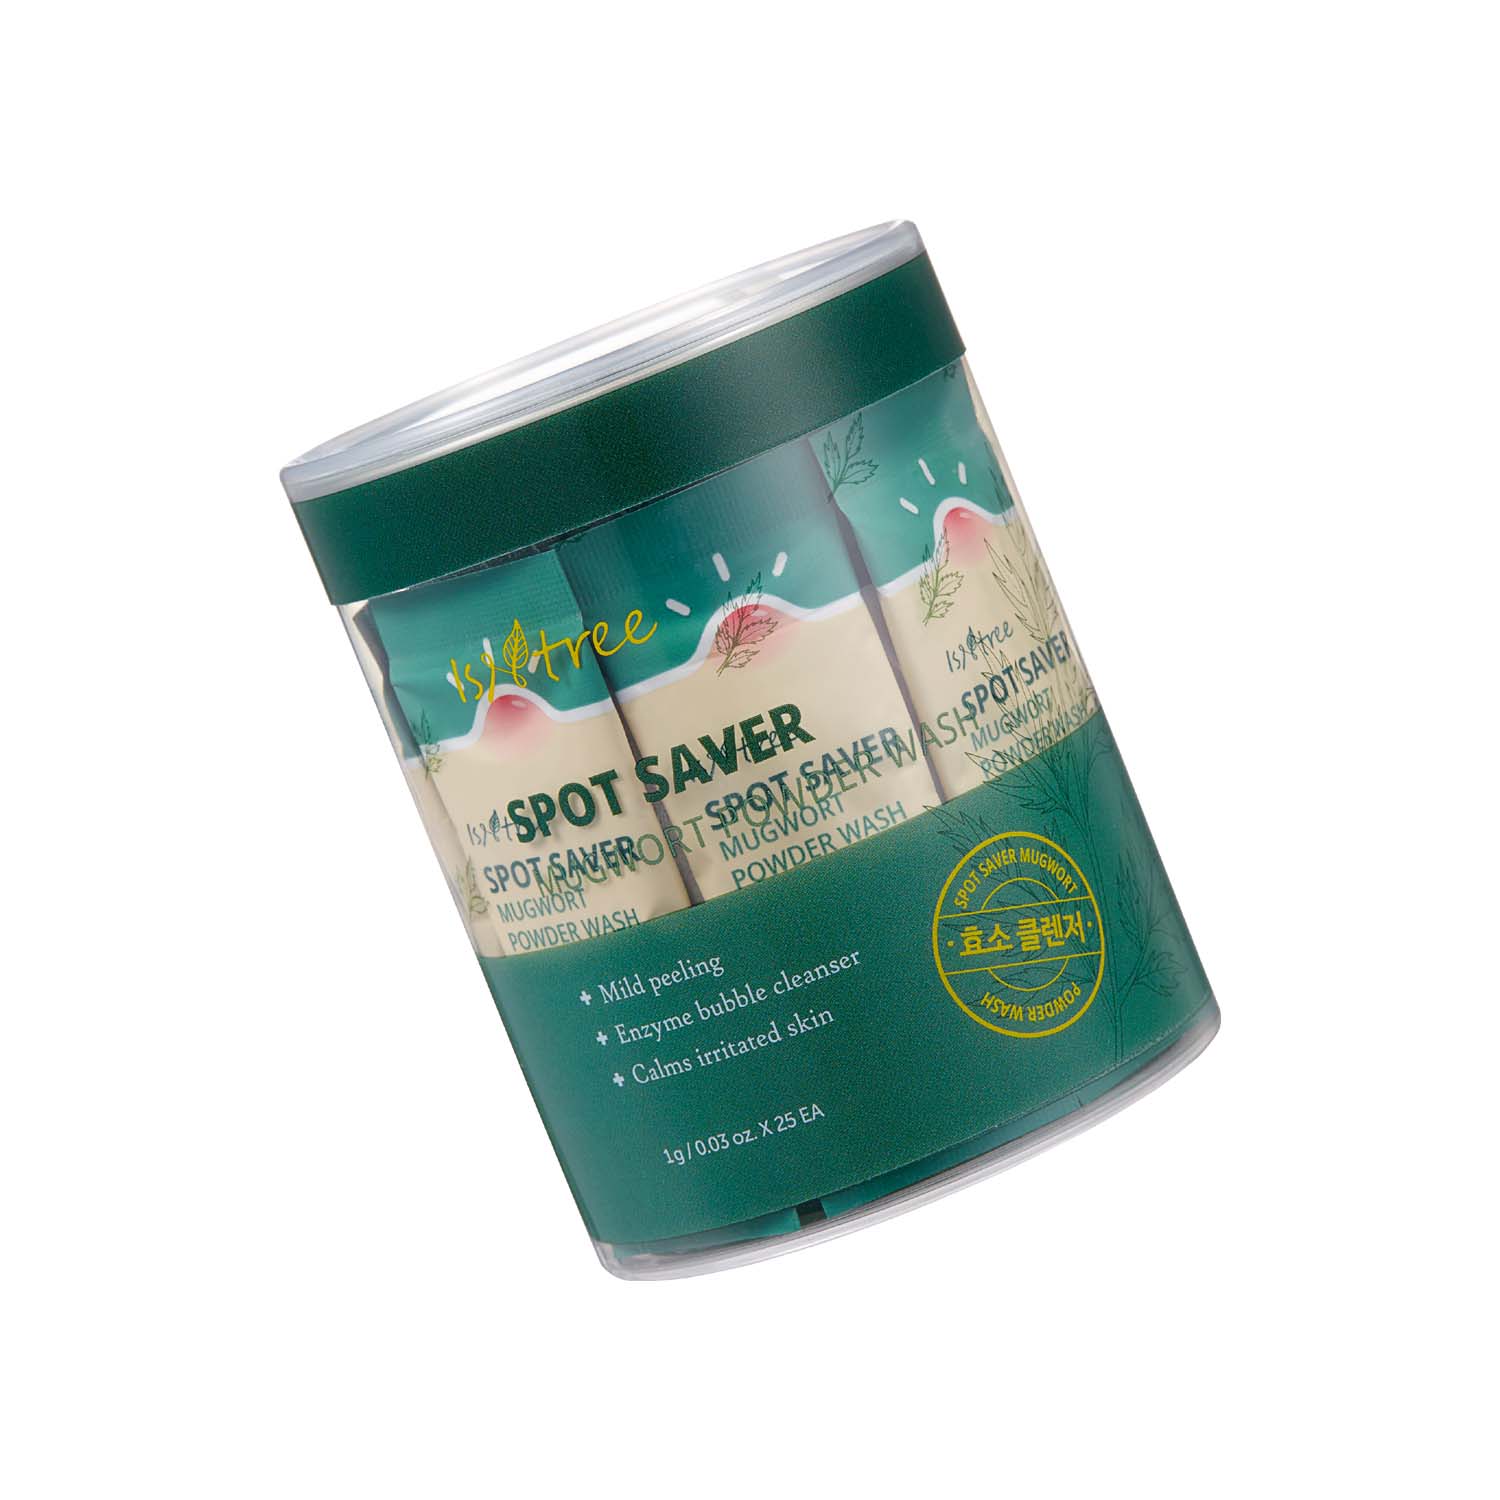 Isntree
SPOT SAVER
MUGWORT POWDER WASH
Isntree
SPOT SAVER
MUGWORT
POWDER WASH
Isntree
SPOT SAVER
MUGWORT
POWDER WASH
Isntree
SPOT SAVER
MUGWORT
POWDER WASH
+ Mild peeling
+ Enzyme bubble cleanser
+ Calms irritated skin
1g / 0.03 oz. X 25 EA
SPOT SAVER MUGWORT
· 효소 클렌저 ·
POWDER WASH